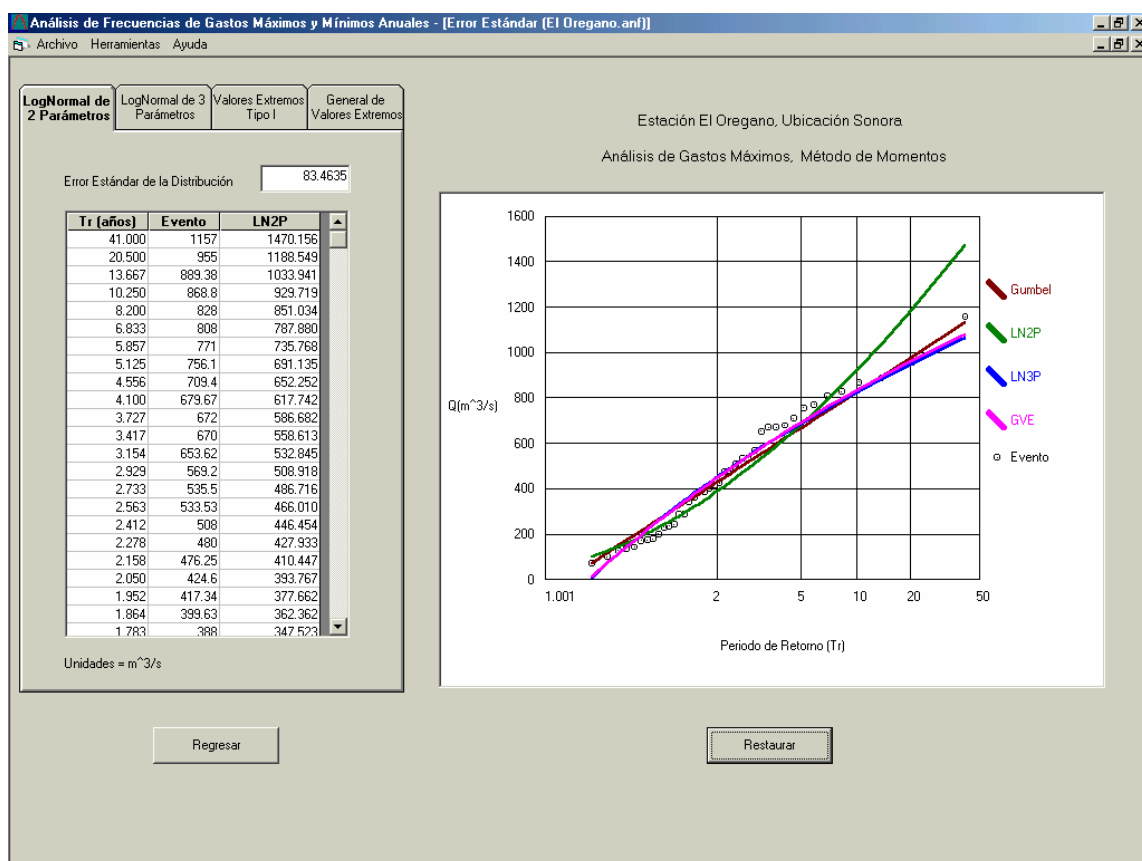 Análisis de Frecuencias de Gastos Máximos y Mínimos Anuales - [Error Estándar (El Oregano.anf)]
Archivo Herramientas Ayuda
LogNormal de 2 Parámetros
LogNormal de 3 Parámetros
Valores Extremos Tipo I
General de Valores Extremos
Error Estándar de la Distribución 83.4635
Tr (años) Evento LN2P
41.000 1157 1470.156
20.500 955 1188.549
13.667 889.38 1033.941
10.250 868.8 929.719
8.200 828 851.034
6.833 808 787.880
5.857 771 735.768
5.125 756.1 691.135
4.556 709.4 652.252
4.100 679.67 617.742
3.727 672 586.682
3.417 670 558.613
3.154 653.62 532.845
2.929 569.2 508.918
2.733 535.5 486.716
2.563 533.53 466.010
2.412 508 446.454
2.278 480 427.933
2.158 476.25 410.447
2.050 424.6 393.767
1.952 417.34 377.662
1.864 399.63 362.362
1.783 388 347.523
Unidades = m^3/s
Regresar
Estación El Oregano, Ubicación Sonora
Análisis de Gastos Máximos, Método de Momentos
1600
1400
1200
1000
800
600
400
200
0
Q(m^3/s)
1.001 2 5 10 20 50
Periodo de Retorno (Tr)
Gumbel
LN2P
LN3P
GVE
Evento
Restaurar